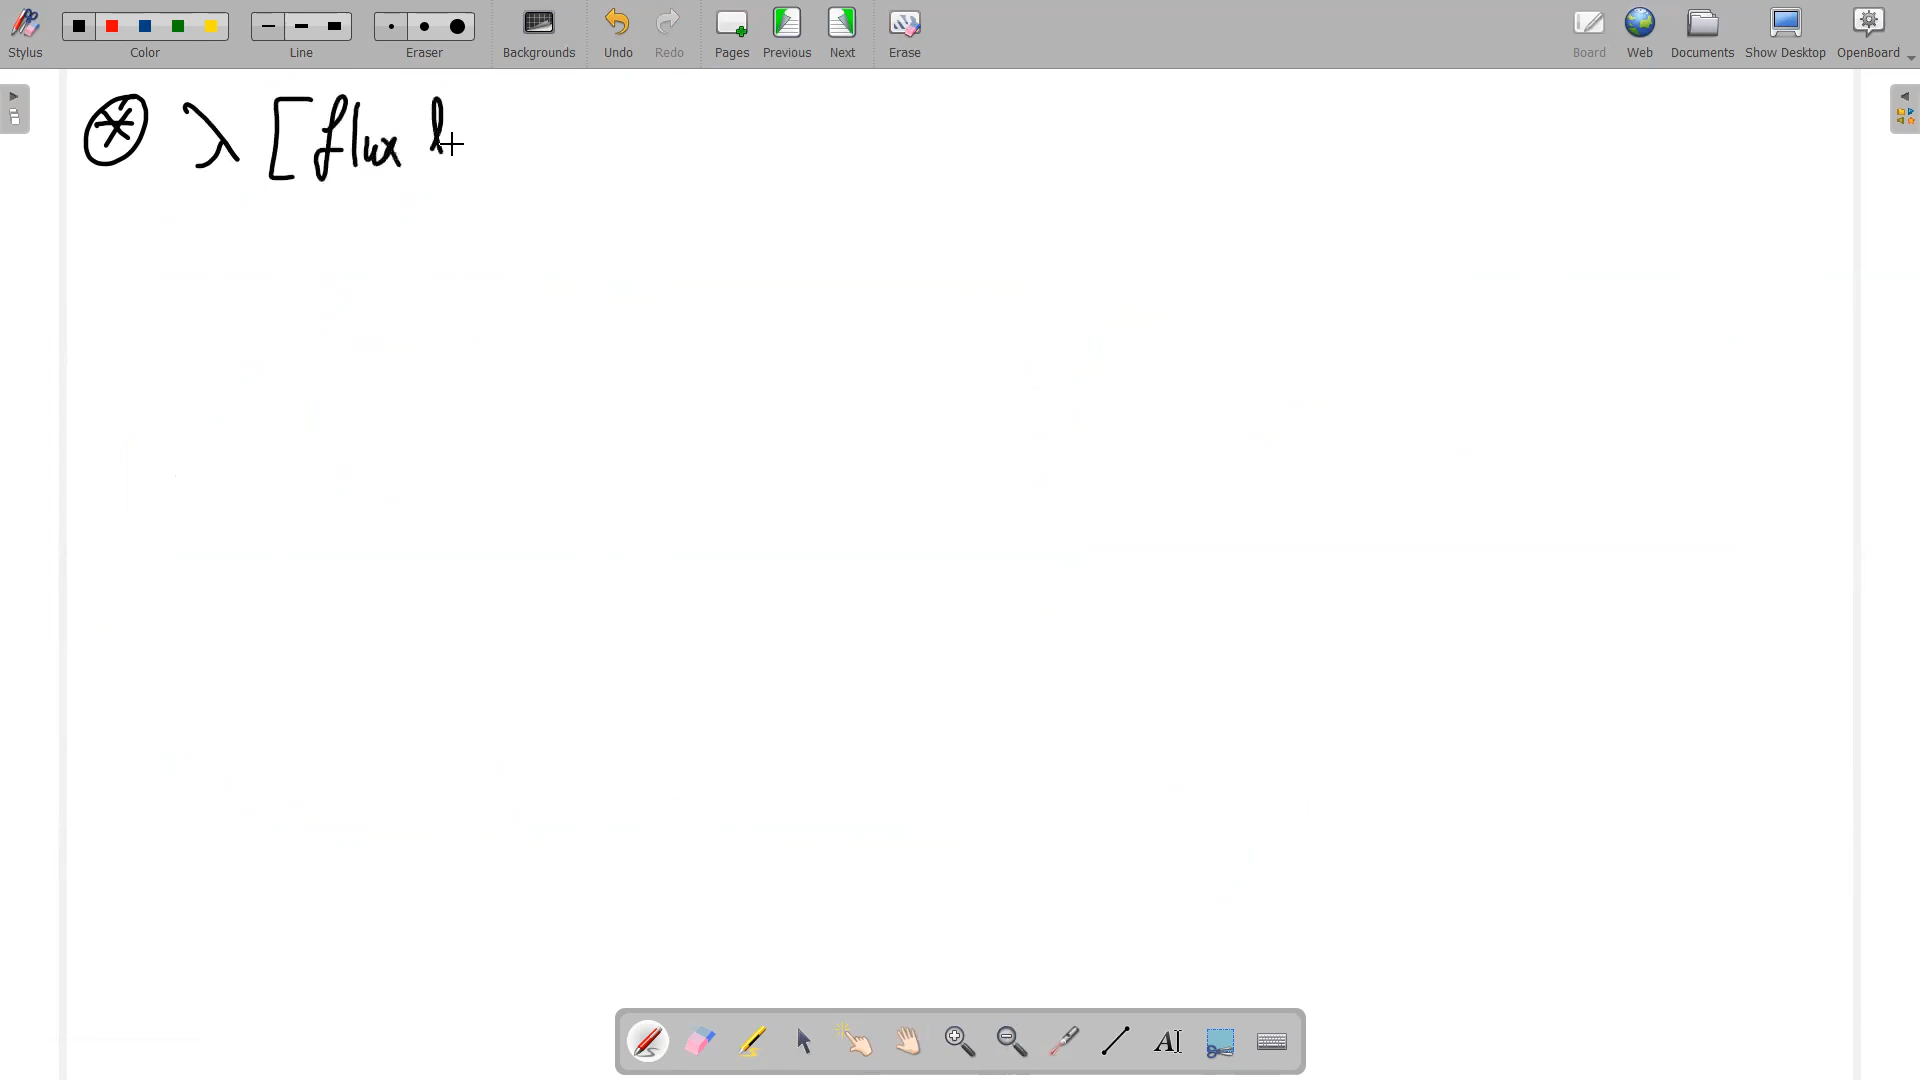 Stylus
Color
Line
Eraser
Backgrounds
Undo
Redo
Pages
Previous
Next
Erase
Board
Web
Documents
Show Desktop
OpenBoard
⊛ λ [flux l